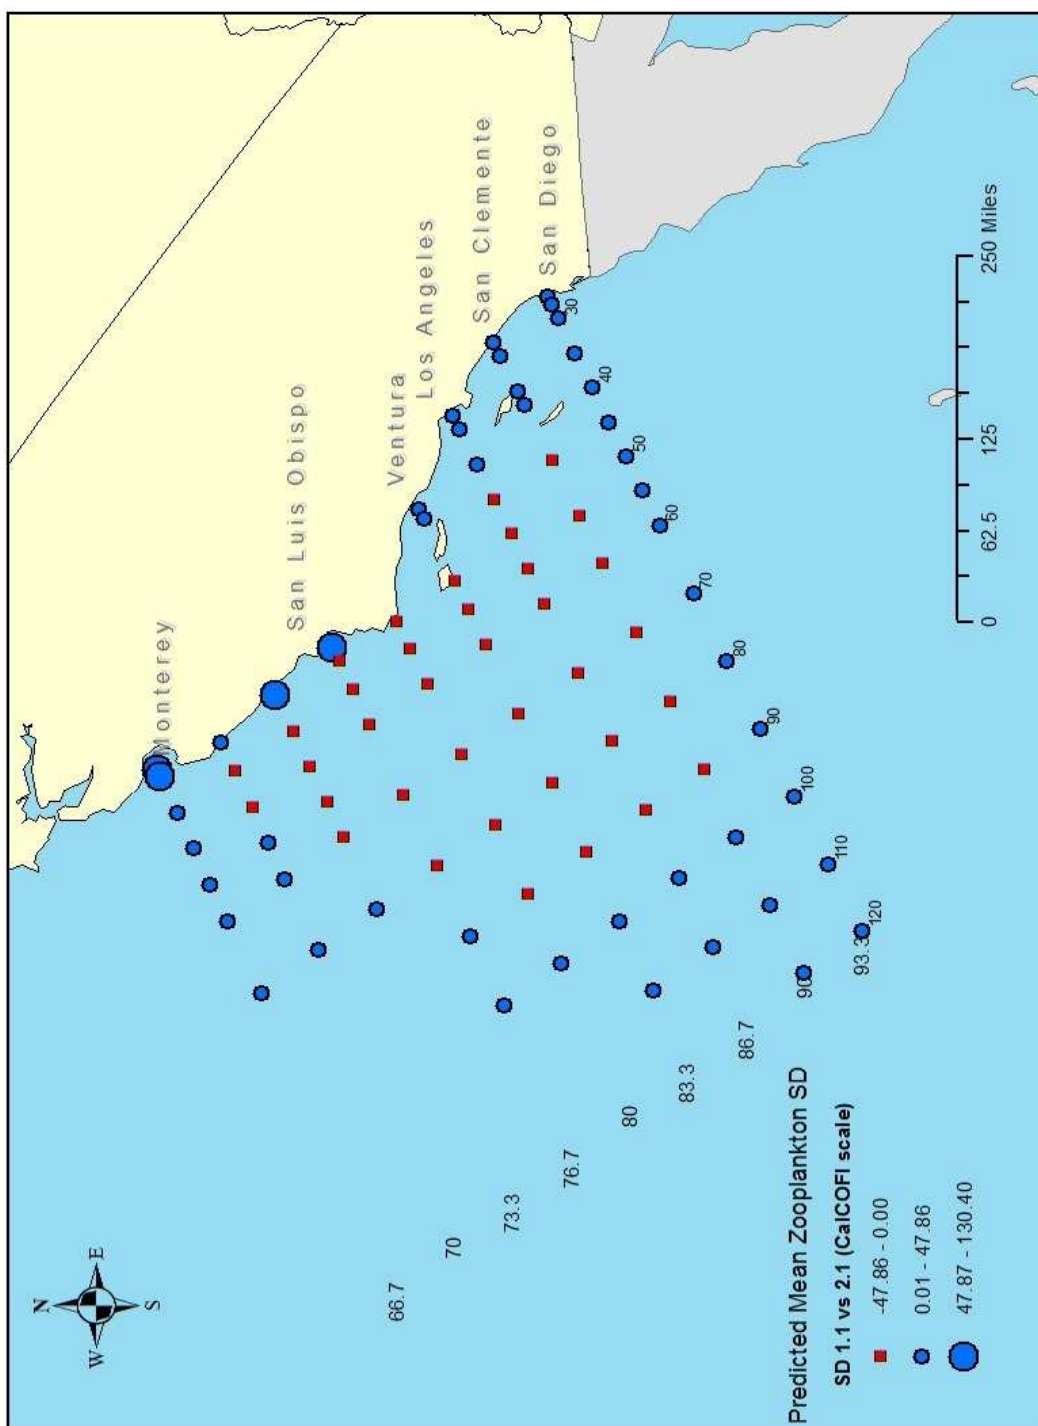 N
W
E
S
Monterey
San Luis Obispo
Ventura
Los Angeles
San Clemente
San Diego
30
40
50
60
70
80
90
100
110
120
66.7
70
73.3
76.7
80
83.3
86.7
90
93.3
Predicted Mean Zooplankton SD
SD 1.1 vs 2.1 (CalCOFI scale)
-47.86 - 0.00
0.01 - 47.86
47.87 - 130.40
0 62.5 125 250 Miles